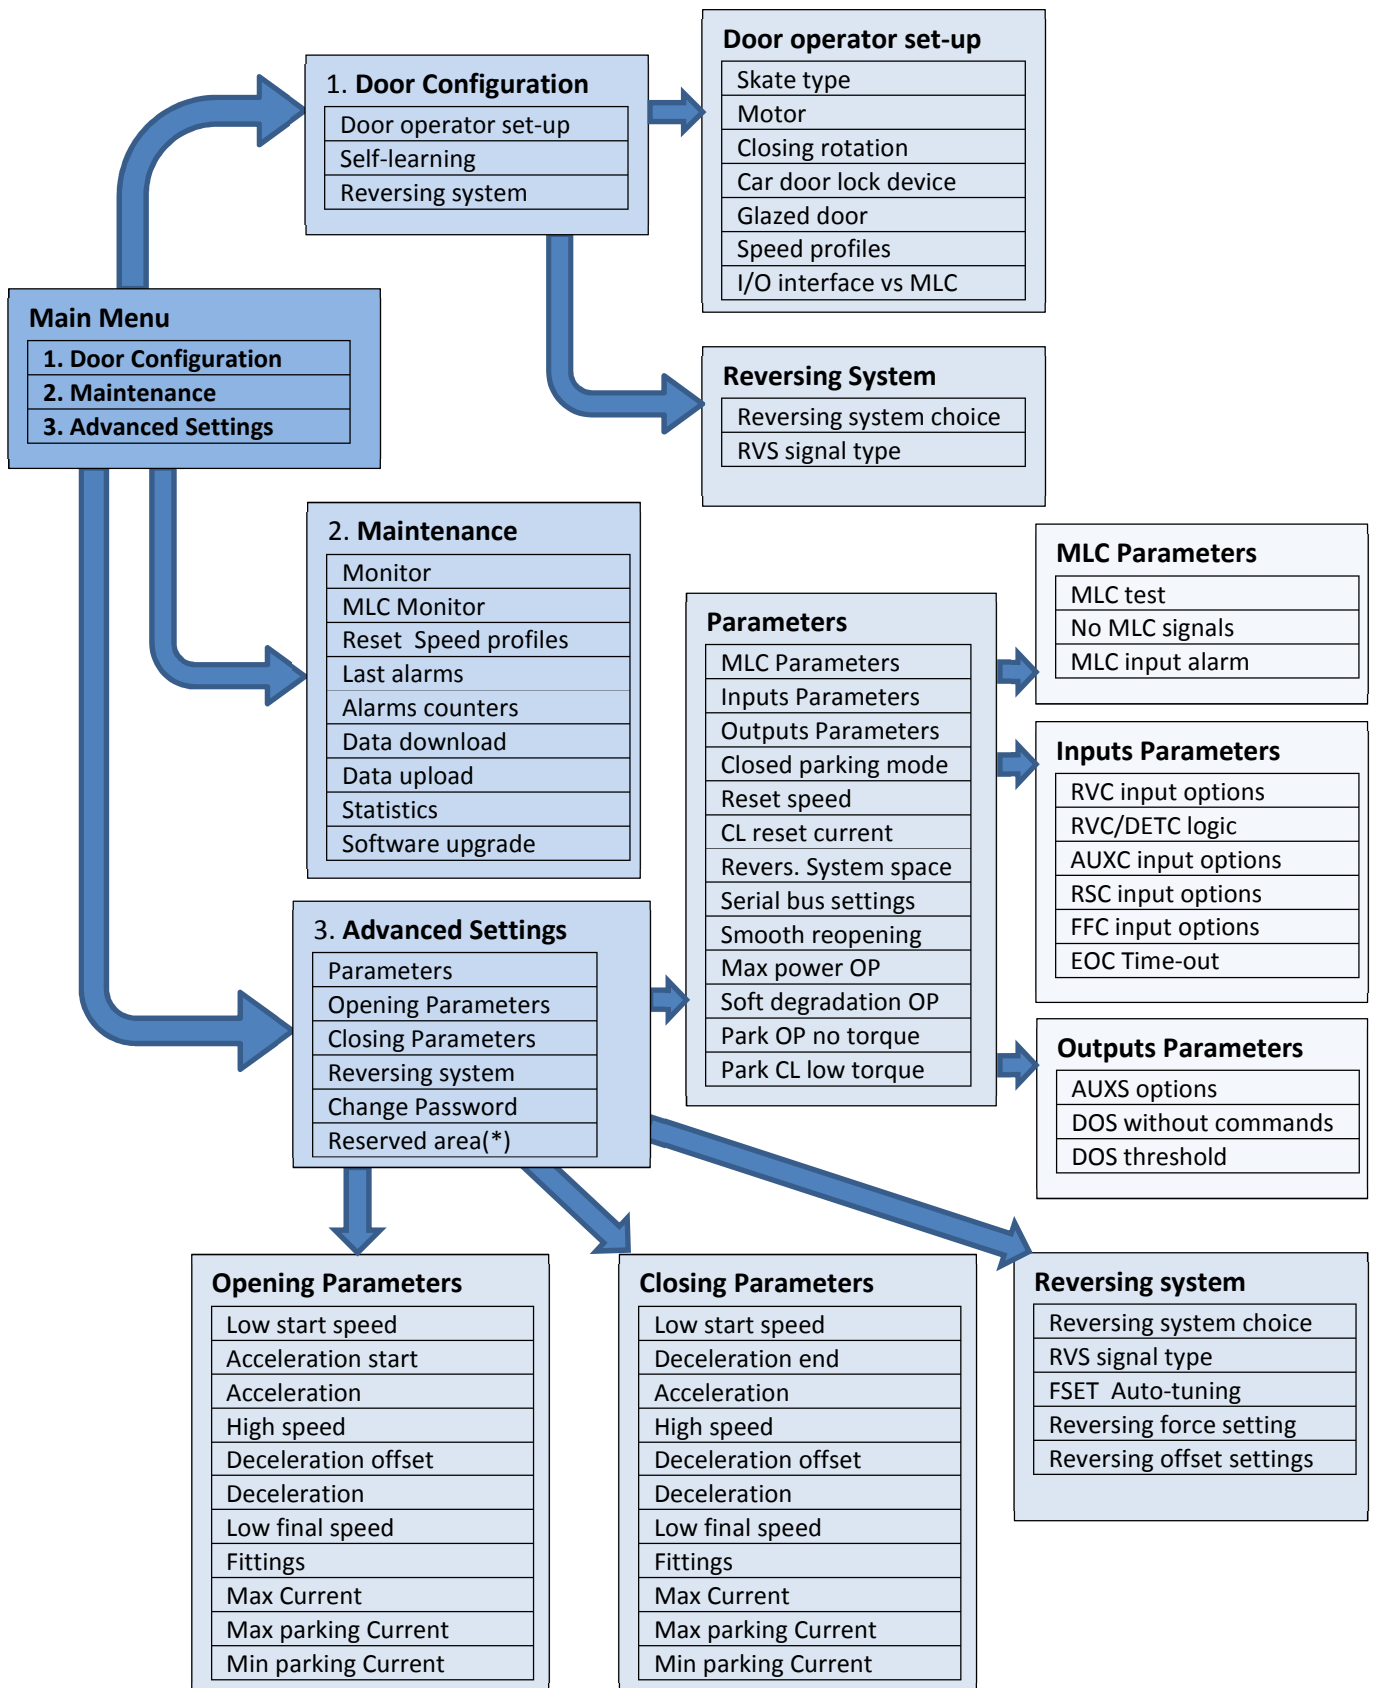 Main Menu
1. Door Configuration
2. Maintenance
3. Advanced Settings
1. Door Configuration
Door operator set-up
Self-learning
Reversing system
Door operator set-up
Skate type
Motor
Closing rotation
Car door lock device
Glazed door
Speed profiles
I/O interface vs MLC
Reversing System
Reversing system choice
RVS signal type
2. Maintenance
Monitor
MLC Monitor
Reset  Speed profiles
Last alarms
Alarms counters
Data download
Data upload
Statistics
Software upgrade
3. Advanced Settings
Parameters
Opening Parameters
Closing Parameters
Reversing system
Change Password
Reserved area(*)
Parameters
MLC Parameters
Inputs Parameters
Outputs Parameters
Closed parking mode
Reset speed
CL reset current
Revers. System space
Serial bus settings
Smooth reopening
Max power OP
Soft degradation OP
Park OP no torque
Park CL low torque
MLC Parameters
MLC test
No MLC signals
MLC input alarm
Inputs Parameters
RVC input options
RVC/DETC logic
AUXC input options
RSC input options
FFC input options
EOC Time-out
Outputs Parameters
AUXS options
DOS without commands
DOS threshold
Opening Parameters
Low start speed
Acceleration start
Acceleration
High speed
Deceleration offset
Deceleration
Low final speed
Fittings
Max Current
Max parking Current
Min parking Current
Closing Parameters
Low start speed
Deceleration end
Acceleration
High speed
Deceleration offset
Deceleration
Low final speed
Fittings
Max Current
Max parking Current
Min parking Current
Reversing system
Reversing system choice
RVS signal type
FSET  Auto-tuning
Reversing force setting
Reversing offset settings